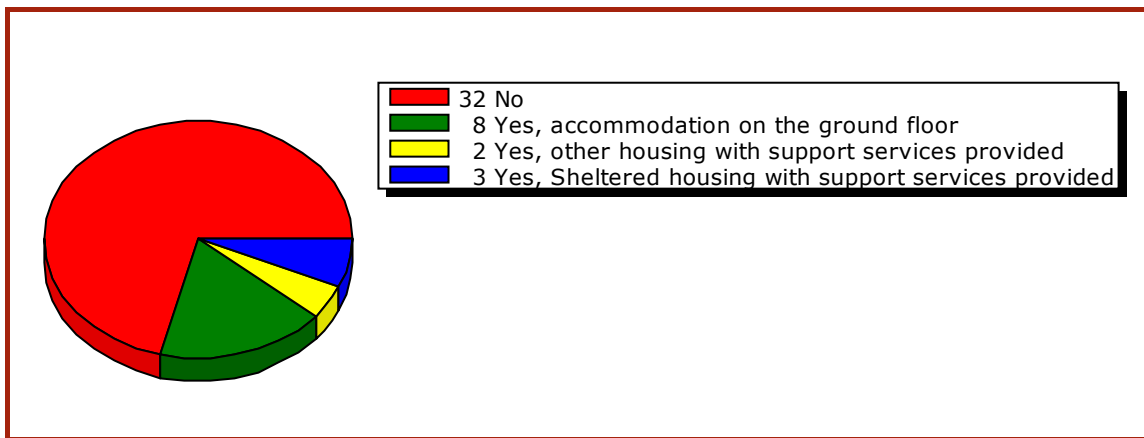 32 No
8 Yes, accommodation on the ground floor
2 Yes, other housing with support services provided
3 Yes, Sheltered housing with support services provided